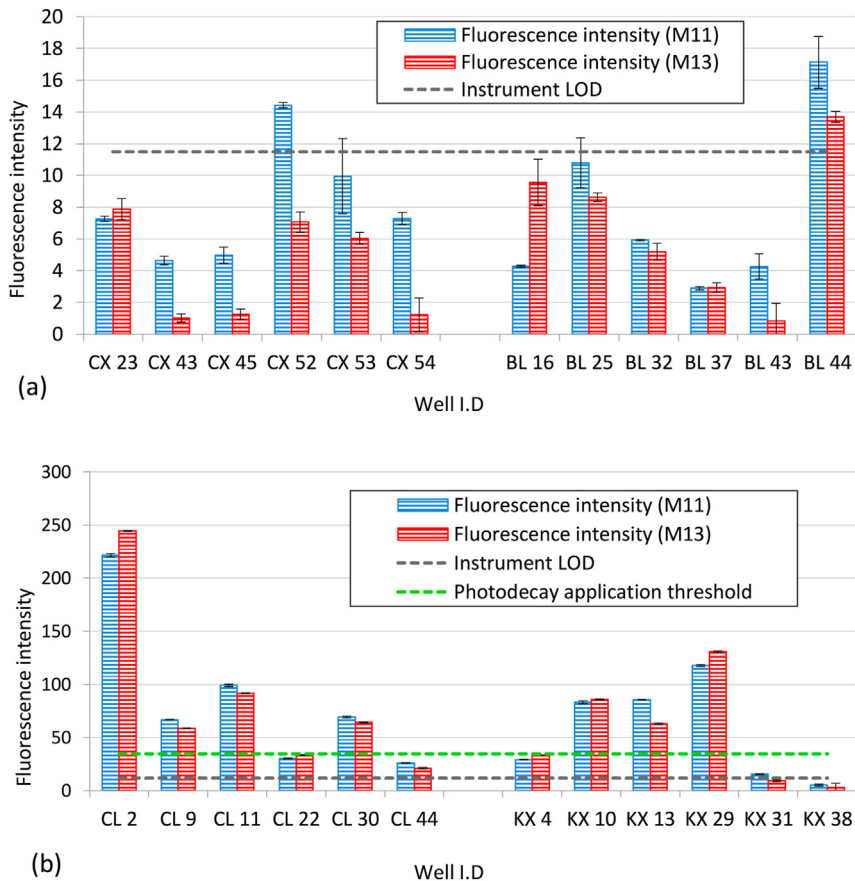 20
18
16
14
12
10
8
6
4
2
0
Fluorescence intensity
Fluorescence intensity (M11)
Fluorescence intensity (M13)
Instrument LOD
CX 23 CX 43 CX 45 CX 52 CX 53 CX 54 BL 16 BL 25 BL 32 BL 37 BL 43 BL 44
(a)
Well I.D
300
250
200
150
100
50
0
Fluorescence intensity
Fluorescence intensity (M11)
Fluorescence intensity (M13)
Instrument LOD
Photodecay application threshold
CL 2 CL 9 CL 11 CL 22 CL 30 CL 44 KX 4 KX 10 KX 13 KX 29 KX 31 KX 38
(b)
Well I.D